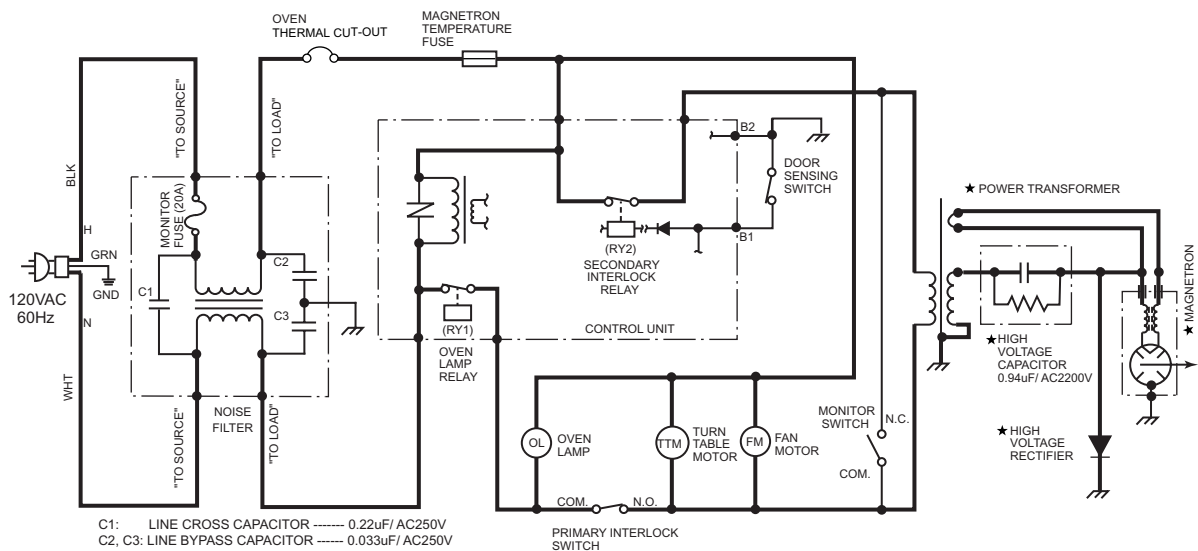 OVEN
THERMAL CUT-OUT
MAGNETRON
TEMPERATURE
FUSE
"TO SOURCE"
"TO LOAD"
BLK
MONITOR
FUSE (20A)
H
GRN
GND
120VAC
60Hz
N
WHT
C1
C2
C3
NOISE
FILTER
"TO SOURCE"
"TO LOAD"
B2
DOOR
SENSING
SWITCH
B1
(RY2)
SECONDARY
INTERLOCK
RELAY
(RY1)
CONTROL UNIT
OVEN
LAMP
RELAY
★ POWER TRANSFORMER
★ MAGNETRON
★HIGH
VOLTAGE
CAPACITOR
0.94uF/ AC2200V
★ HIGH
VOLTAGE
RECTIFIER
OL
OVEN
LAMP
TTM
TURN
TABLE
MOTOR
FM
FAN
MOTOR
MONITOR
SWITCH
N.C.
COM.
COM.
N.O.
PRIMARY INTERLOCK
SWITCH
C1: LINE CROSS CAPACITOR ------- 0.22uF/ AC250V
C2, C3: LINE BYPASS CAPACITOR ------ 0.033uF/ AC250V